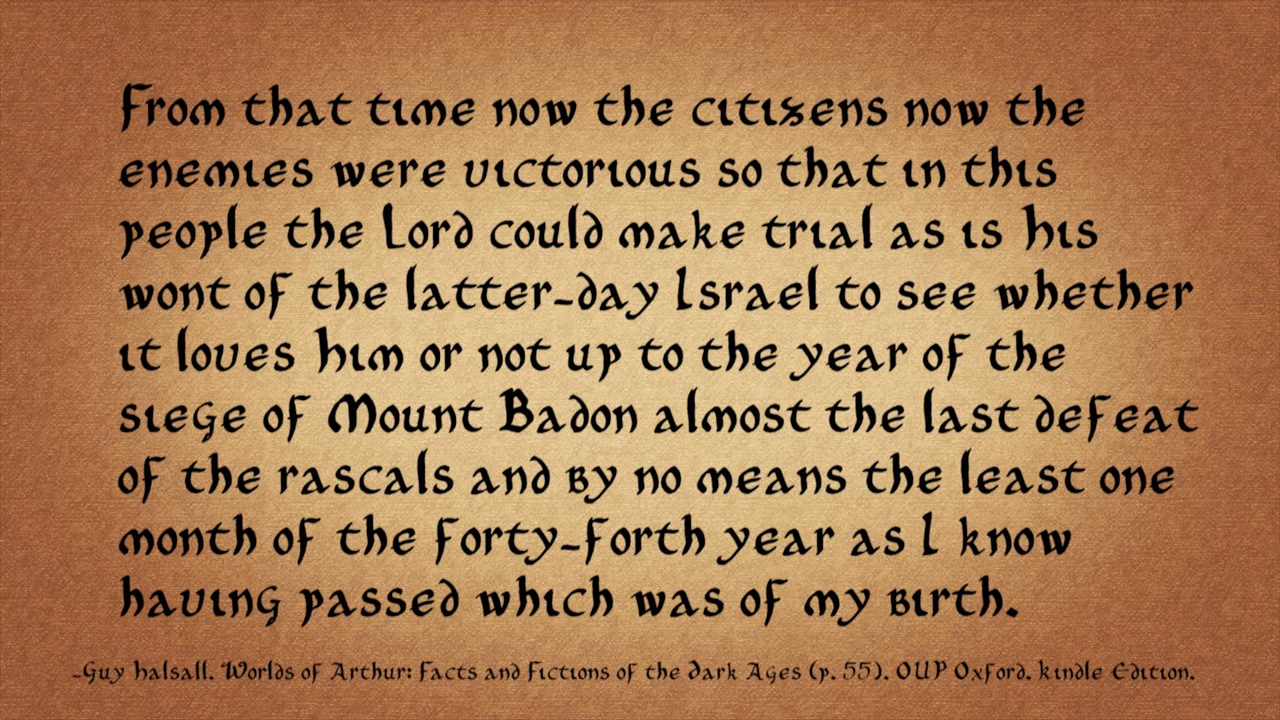 From that time now the citizens now the
enemies were victorious so that in this
people the Lord could make trial as is his
wont of the latter-day Israel to see whether
it loves him or not up to the year of the
siege of Mount Badon almost the last defeat
of the rascals and by no means the least one
month of the forty-forth year as I know
having passed which was of my birth.
-Guy Halsall. Worlds of Arthur: Facts and Fictions of the Dark Ages (p. 55). OUP Oxford. Kindle Edition.